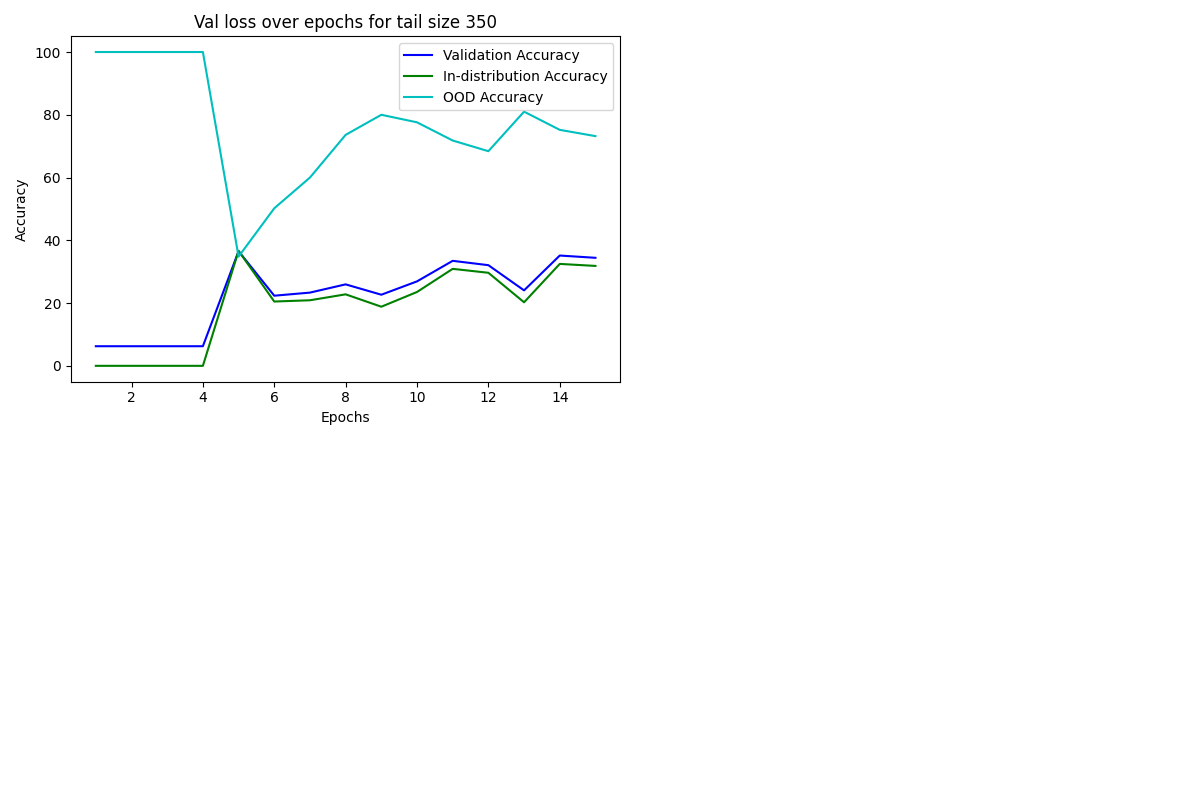 Val loss over epochs for tail size 350
Validation Accuracy
In-distribution Accuracy
OOD Accuracy
Accuracy
100
80
60
40
20
0
2 4 6 8 10 12 14
Epochs